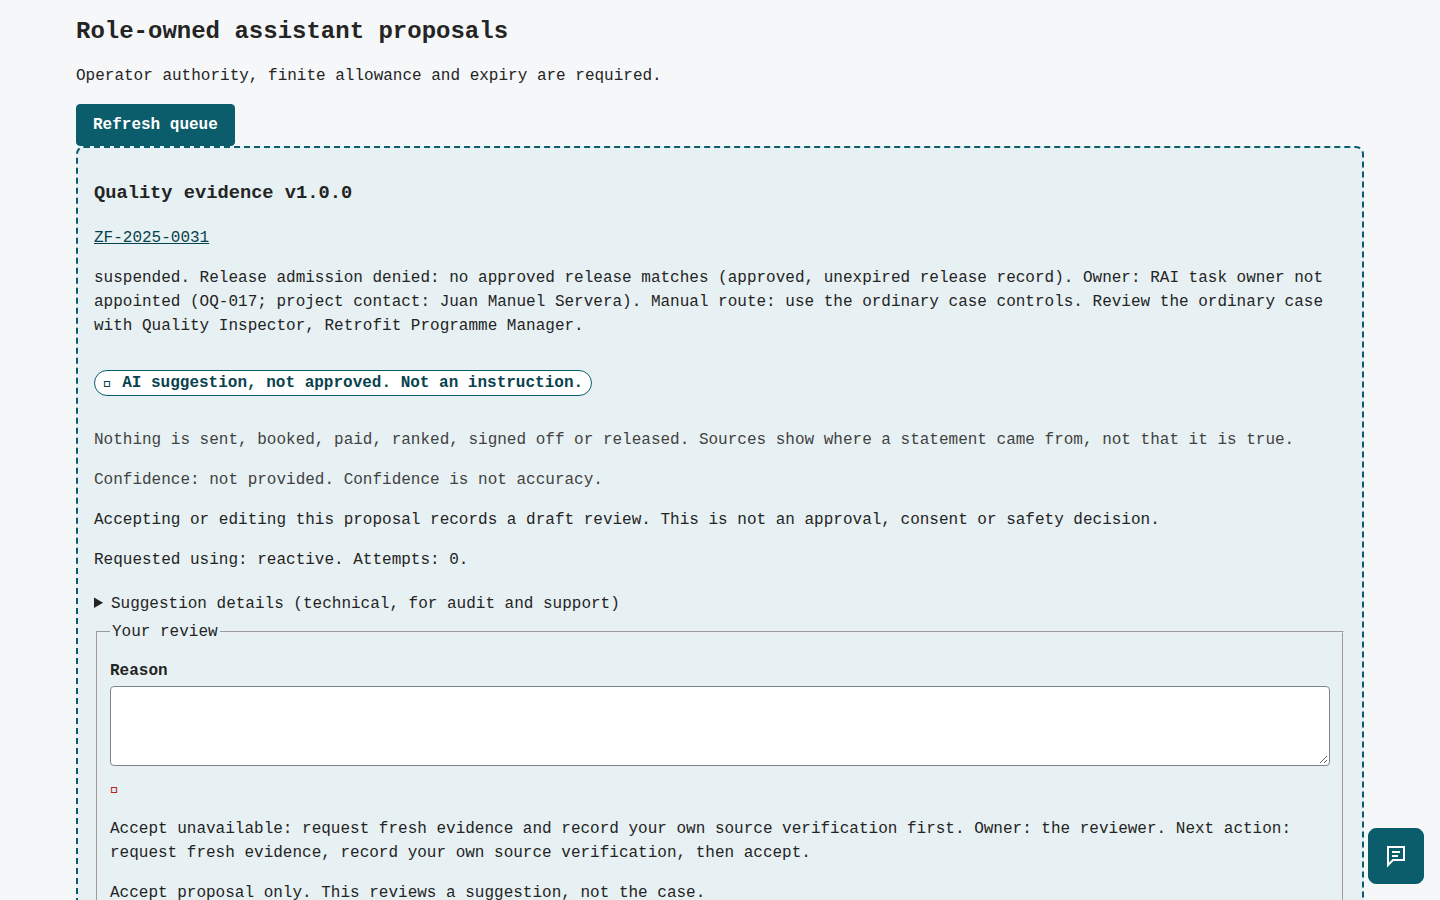 Role-owned assistant proposals
Operator authority, finite allowance and expiry are required.
Refresh queue
Quality evidence v1.0.0
ZF-2025-0031
suspended. Release admission denied: no approved release matches (approved, unexpired release record). Owner: RAI task owner not
appointed (OQ-017; project contact: Juan Manuel Servera). Manual route: use the ordinary case controls. Review the ordinary case
with Quality Inspector, Retrofit Programme Manager.
AI suggestion, not approved. Not an instruction.
Nothing is sent, booked, paid, ranked, signed off or released. Sources show where a statement came from, not that it is true.
Confidence: not provided. Confidence is not accuracy.
Accepting or editing this proposal records a draft review. This is not an approval, consent or safety decision.
Requested using: reactive. Attempts: 0.
Suggestion details (technical, for audit and support)
Your review
Reason
Accept unavailable: request fresh evidence and record your own source verification first. Owner: the reviewer. Next action:
request fresh evidence, record your own source verification, then accept.
Accept proposal only. This reviews a suggestion, not the case.